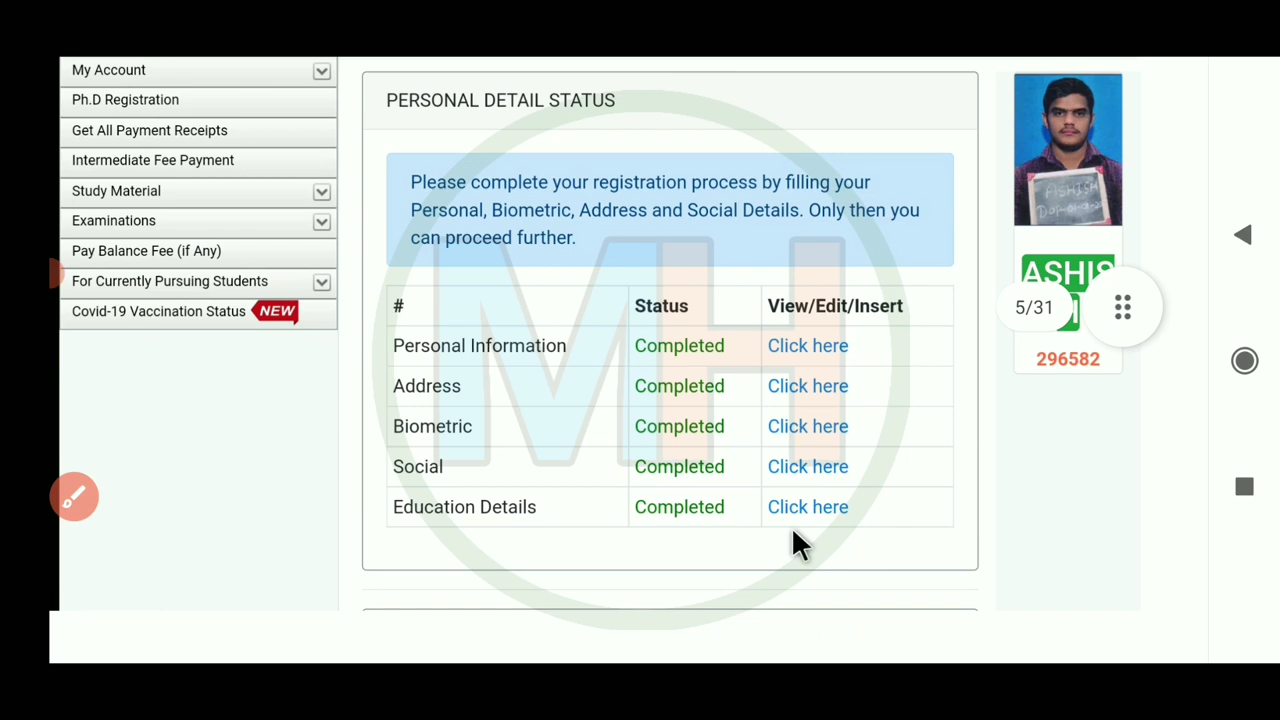 My Account
Ph.D Registration
Get All Payment Receipts
Intermediate Fee Payment
Study Material
Examinations
Pay Balance Fee (if Any)
For Currently Pursuing Students
Covid-19 Vaccination Status NEW
PERSONAL DETAIL STATUS
Please complete your registration process by filling your
Personal, Biometric, Address and Social Details. Only then you
can proceed further.
# Status View/Edit/Insert
Personal Information Completed Click here
Address Completed Click here
Biometric Completed Click here
Social Completed Click here
Education Details Completed Click here
MH
ASHISH
ASHIS
5/31
296582